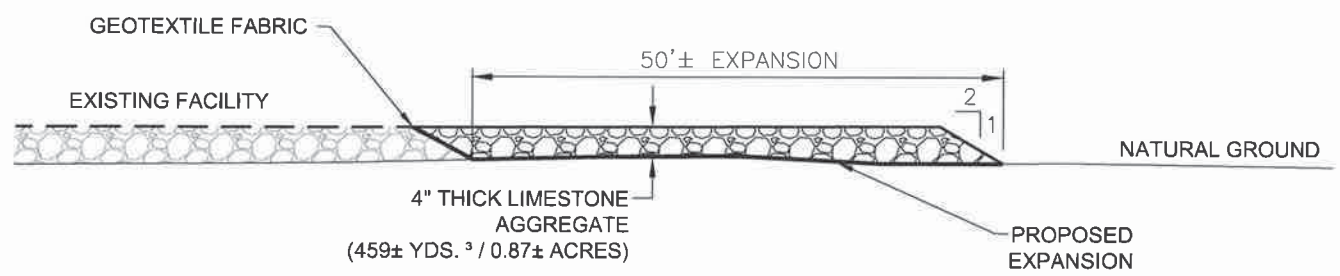 GEOTEXTILE FABRIC
50'± EXPANSION
EXISTING FACILITY
2
1
NATURAL GROUND
4" THICK LIMESTONE
AGGREGATE
(459± YDS. ³ / 0.87± ACRES)
PROPOSED
EXPANSION